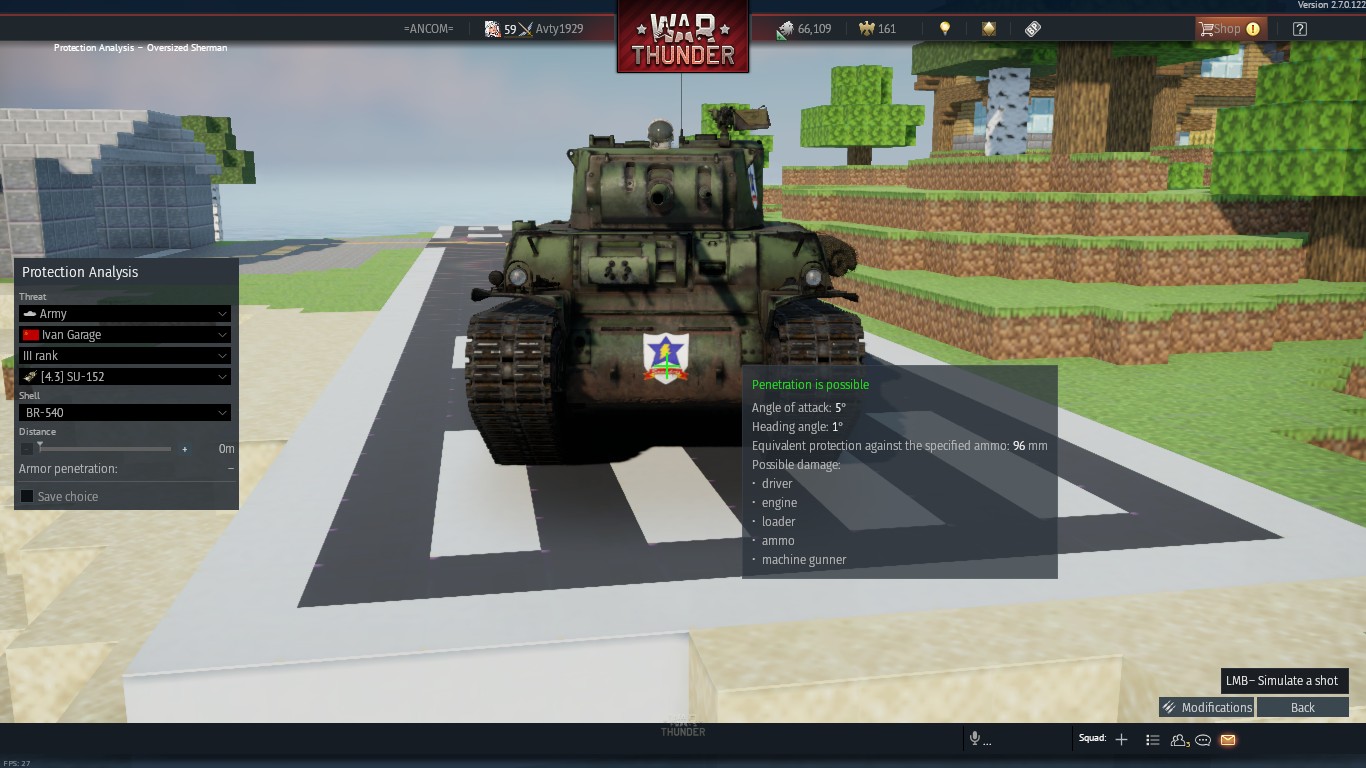 Version 2.7.0.122
=ANCOM=
59 Avty1929
WAR THUNDER
66,109
161
BP
Shop
!
?
Protection Analysis – Oversized Sherman
Protection Analysis
Threat
Army
Ivan Garage
III rank
[4.3] SU-152
Shell
BR-540
Distance
- + 0m
Armor penetration: –
Save choice
Penetration is possible
Angle of attack: 5°
Heading angle: 1°
Equivalent protection against the specified ammo: 96 mm
Possible damage:
· driver
· engine
· loader
· ammo
· machine gunner
LMB– Simulate a shot
Modifications
Back
THUNDER
...
Squad: +
3
FPS: 27